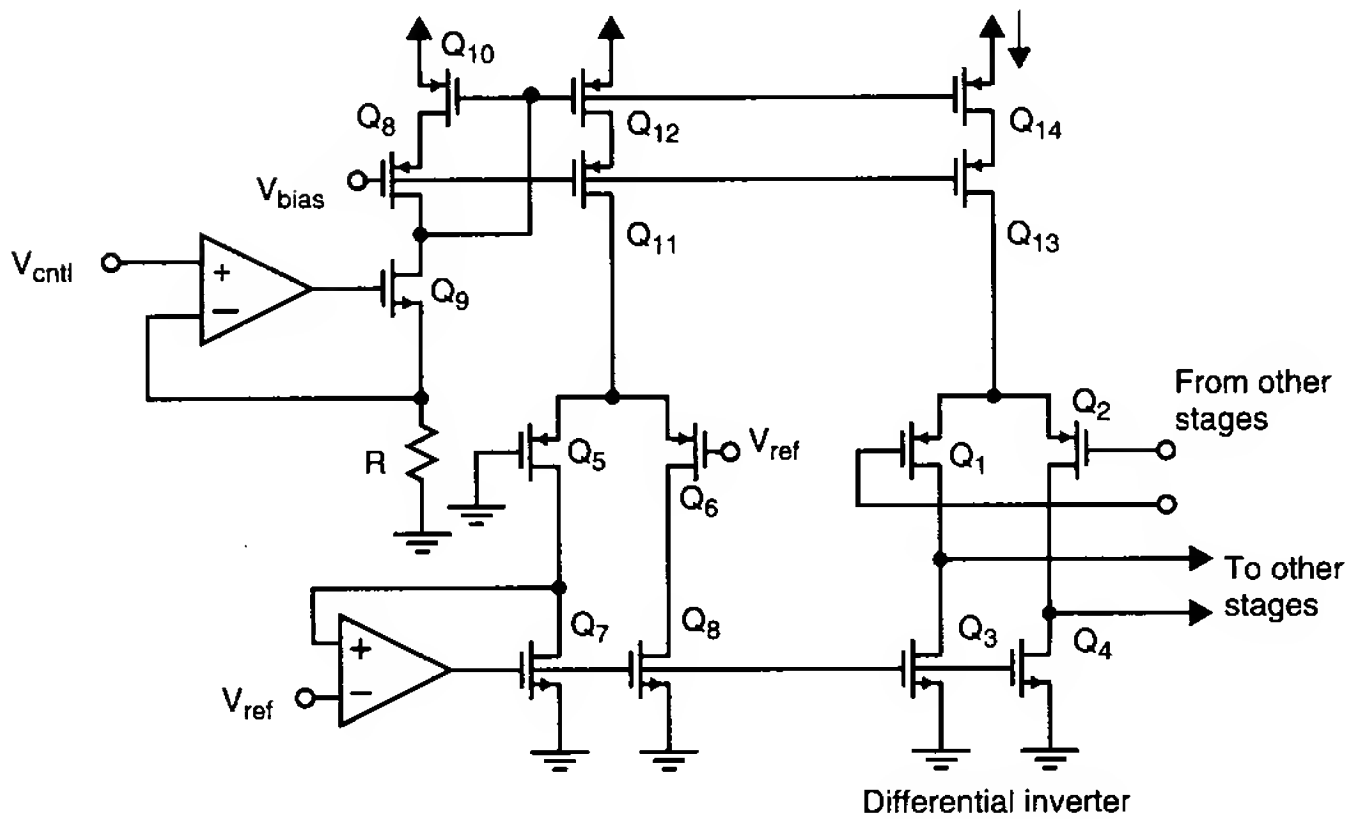 Q10
Q8
Q12
Q14
Vbias
Q11
Q13
Vcntl
+
−
Q9
From other
stages
Q2
R
Q5
Vref
Q1
Q6
To other
stages
Q7
Q8
Q3
Q4
+
−
Vref
Differential inverter